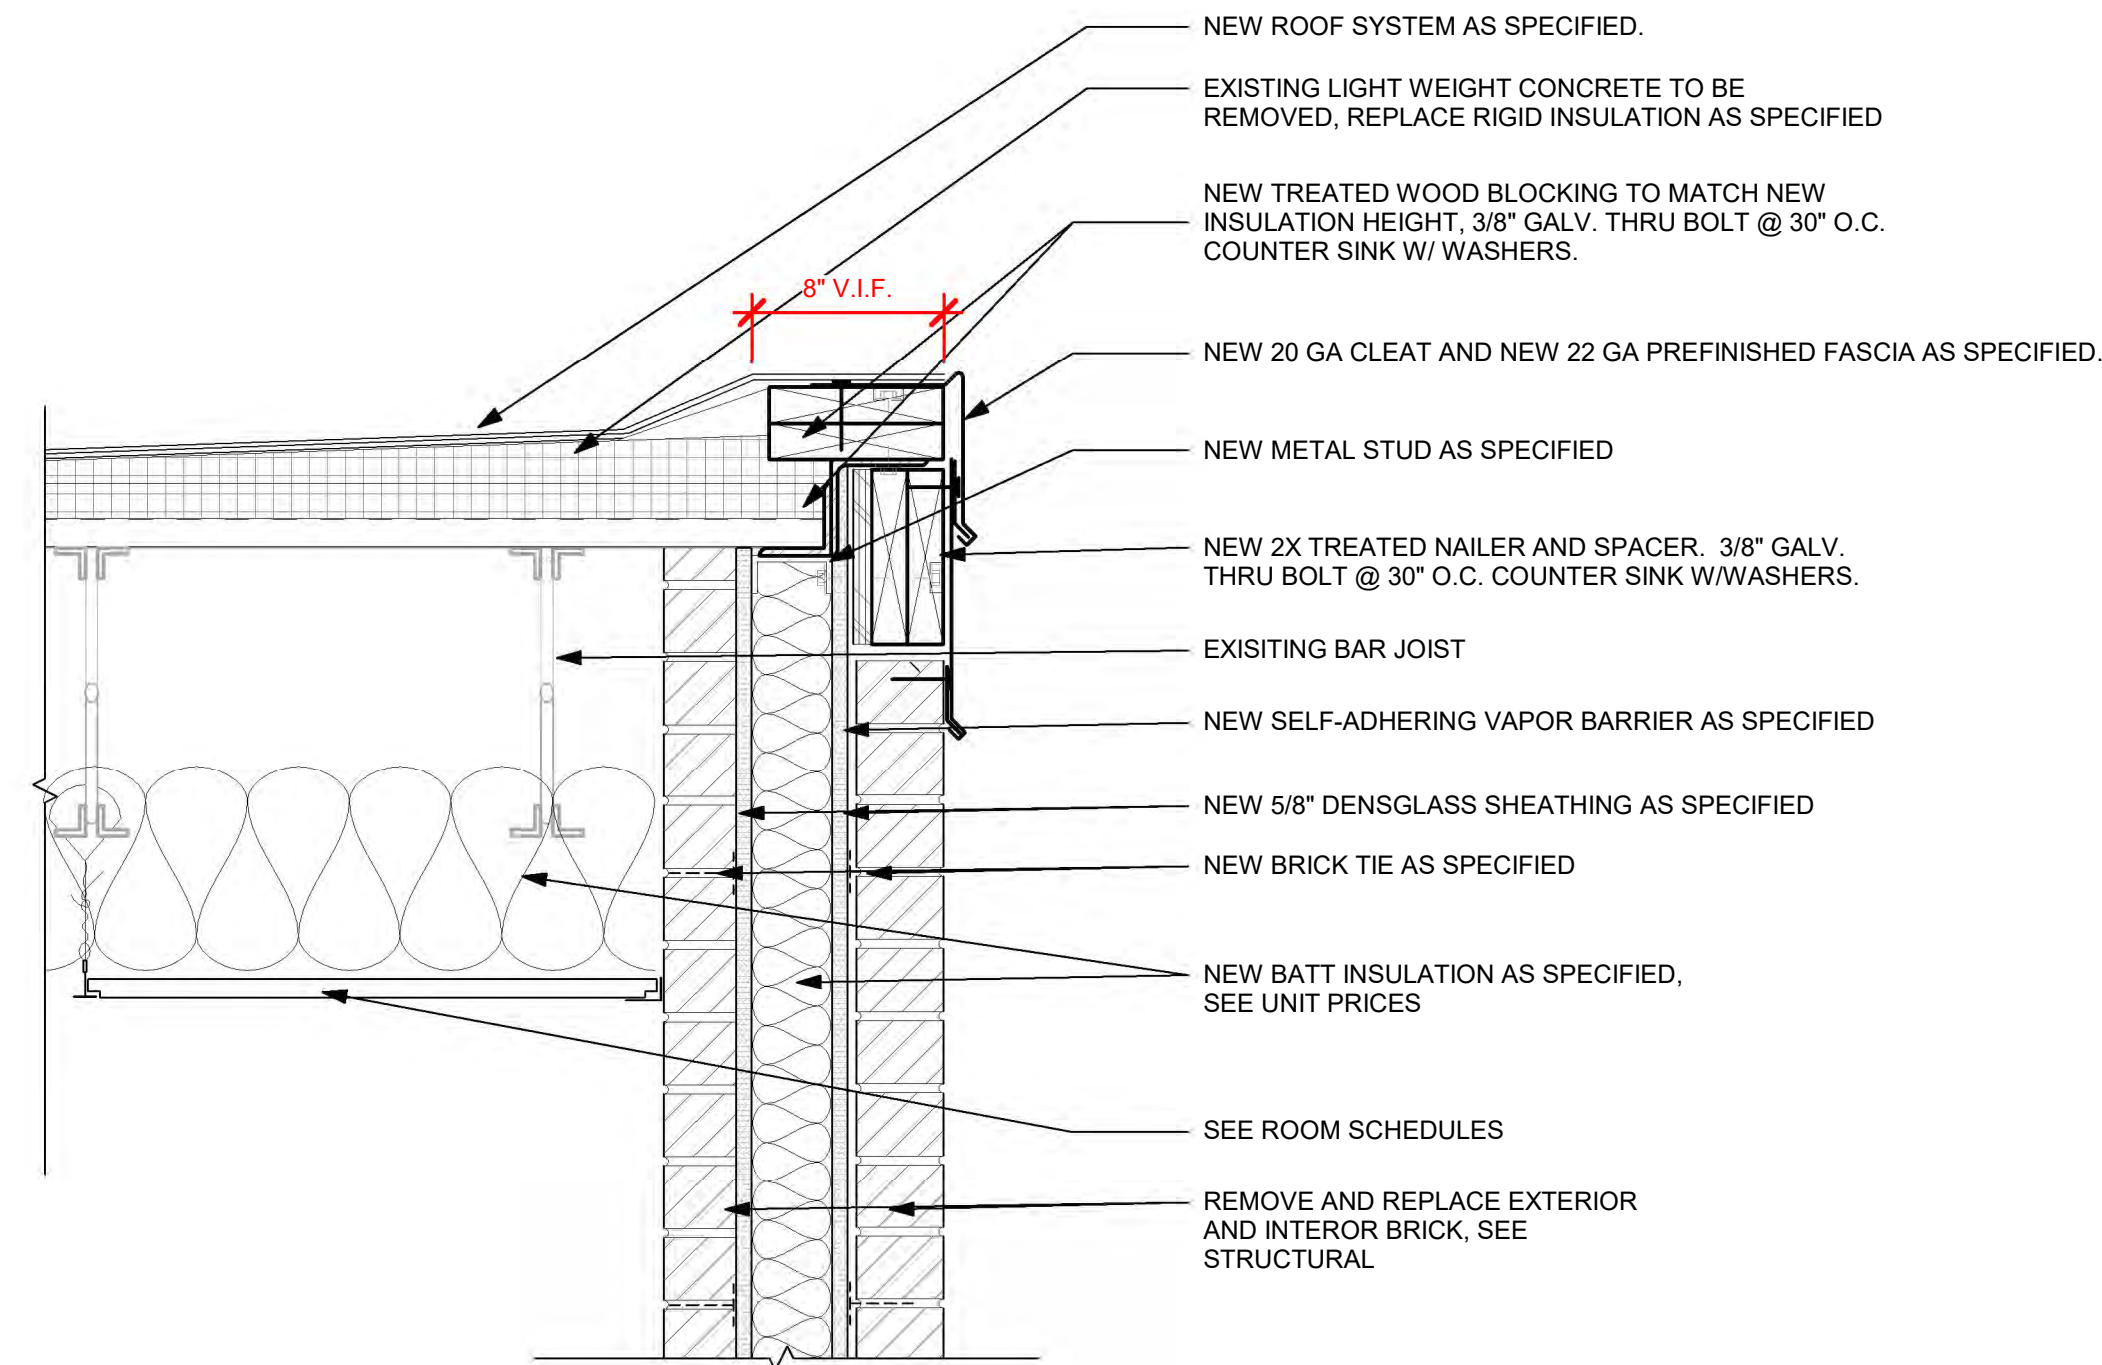 NEW ROOF SYSTEM AS SPECIFIED.
EXISTING LIGHT WEIGHT CONCRETE TO BE
REMOVED, REPLACE RIGID INSULATION AS SPECIFIED
NEW TREATED WOOD BLOCKING TO MATCH NEW
INSULATION HEIGHT, 3/8" GALV. THRU BOLT @ 30" O.C.
COUNTER SINK W/ WASHERS.
8" V.I.F.
NEW 20 GA CLEAT AND NEW 22 GA PREFINISHED FASCIA AS SPECIFIED.
NEW METAL STUD AS SPECIFIED
NEW 2X TREATED NAILER AND SPACER. 3/8" GALV.
THRU BOLT @ 30" O.C. COUNTER SINK W/WASHERS.
EXISITING BAR JOIST
NEW SELF-ADHERING VAPOR BARRIER AS SPECIFIED
NEW 5/8" DENSGLASS SHEATHING AS SPECIFIED
NEW BRICK TIE AS SPECIFIED
NEW BATT INSULATION AS SPECIFIED,
SEE UNIT PRICES
SEE ROOM SCHEDULES
REMOVE AND REPLACE EXTERIOR
AND INTEROR BRICK, SEE
STRUCTURAL